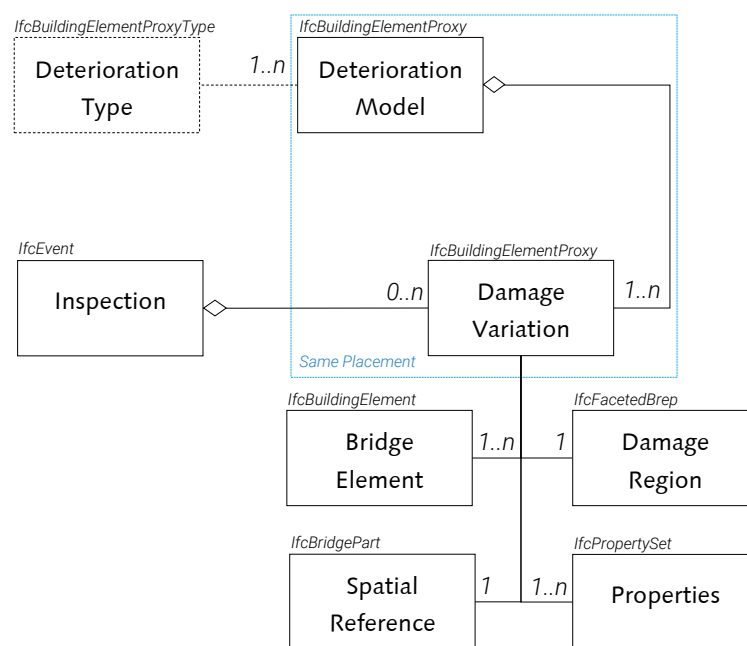 IfcBuildingElementProxyType
Deterioration
Type
1..n
IfcBuildingElementProxy
Deterioration
Model
IfcEvent
Inspection
0..n
IfcBuildingElementProxy
Damage
Variation
1..n
Same Placement
IfcBuildingElement
Bridge
Element
1..n
1
IfcFacetedBrep
Damage
Region
IfcBridgePart
Spatial
Reference
1
1..n
IfcPropertySet
Properties